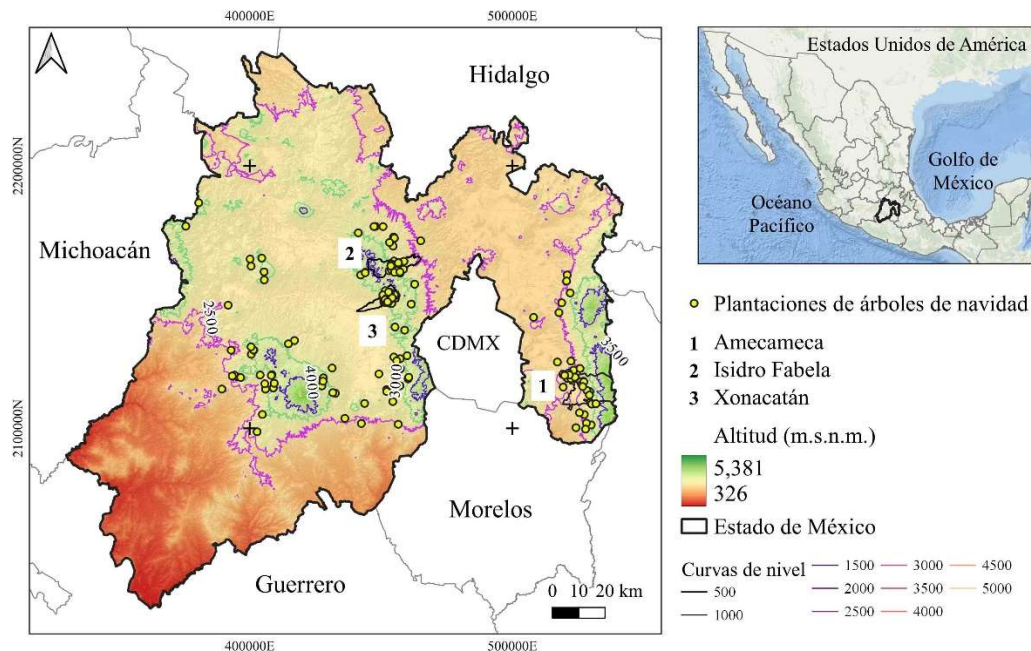 400000E
500000E
Hidalgo
2200000N
Michoacán
2
3
2500
CDMX
3500
1
4000
3000
2100000N
Morelos
Guerrero
0 10 20 km
400000E
500000E
Estados Unidos de América
Golfo de
México
Océano
Pacífico
Plantaciones de árboles de navidad
1 Amecameca
2 Isidro Fabela
3 Xonacatán
Altitud (m.s.n.m.)
5,381
326
Estado de México
Curvas de nivel
500
1000
1500
2000
2500
3000
3500
4000
4500
5000